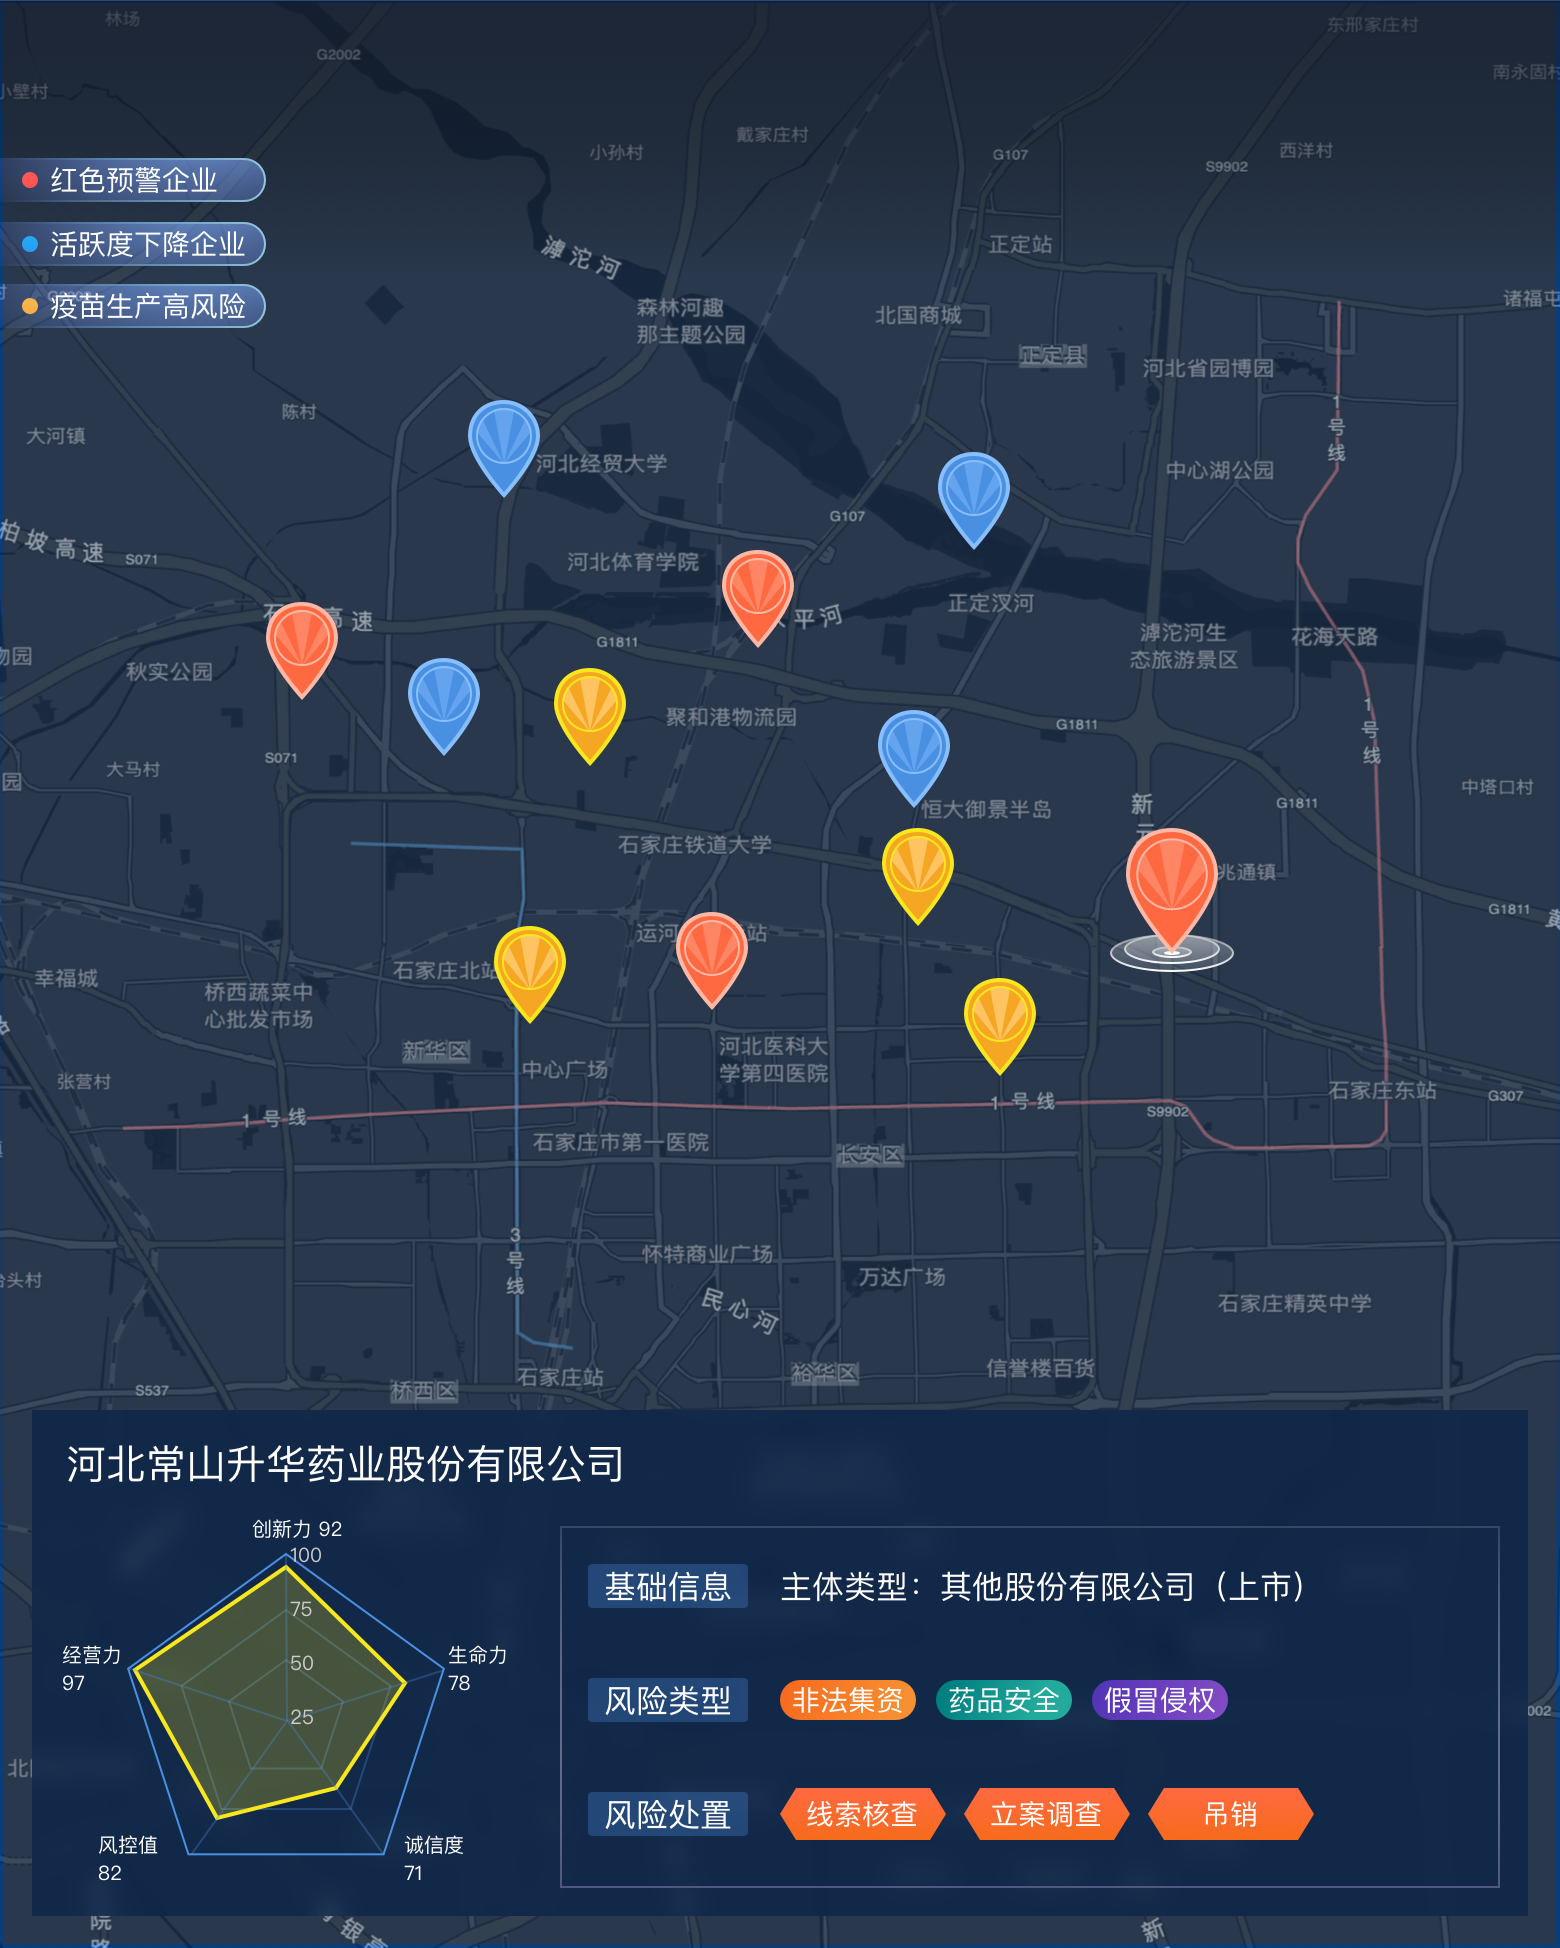 林场
东邢家庄村
G2002
南永固村
小壁村
戴家庄村
小孙村
G107
西洋村
S9902
红色预警企业
活跃度下降企业
滹沱河
正定站
疫苗生产高风险
诸福屯
森林河趣
那主题公园
北国商城
正定县
河北省园博园
陈村
大河镇
1号线
河北经贸大学
中心湖公园
G107
柏坡高速
S071
河北体育学院
正定汊河
高速
平河
G1811
滹沱河生
态旅游景区
花海天路
物园
秋实公园
聚和港物流园
G1811
1号线
S071
大马村
园
中塔口村
新
元
恒大御景半岛
G1811
石家庄铁道大学
兆通镇
G1811
运河
站
石家庄北站
幸福城
桥西蔬菜中
心批发市场
新华区
河北医科大
学第四医院
中心广场
张营村
石家庄东站
G307
1号线
1号线
S9902
石家庄市第一医院
长安区
3号线
怀特商业广场
万达广场
台头村
民心河
石家庄精英中学
石家庄站
裕华区
信誉楼百货
S537
桥西区
河北常山升华药业股份有限公司
创新力 92
100
75
50
25
经营力
97
生命力
78
风控值
82
诚信度
71
基础信息
主体类型：其他股份有限公司（上市）
风险类型
非法集资
药品安全
假冒侵权
风险处置
线索核查
立案调查
吊销
002
北
院
路
银高
新